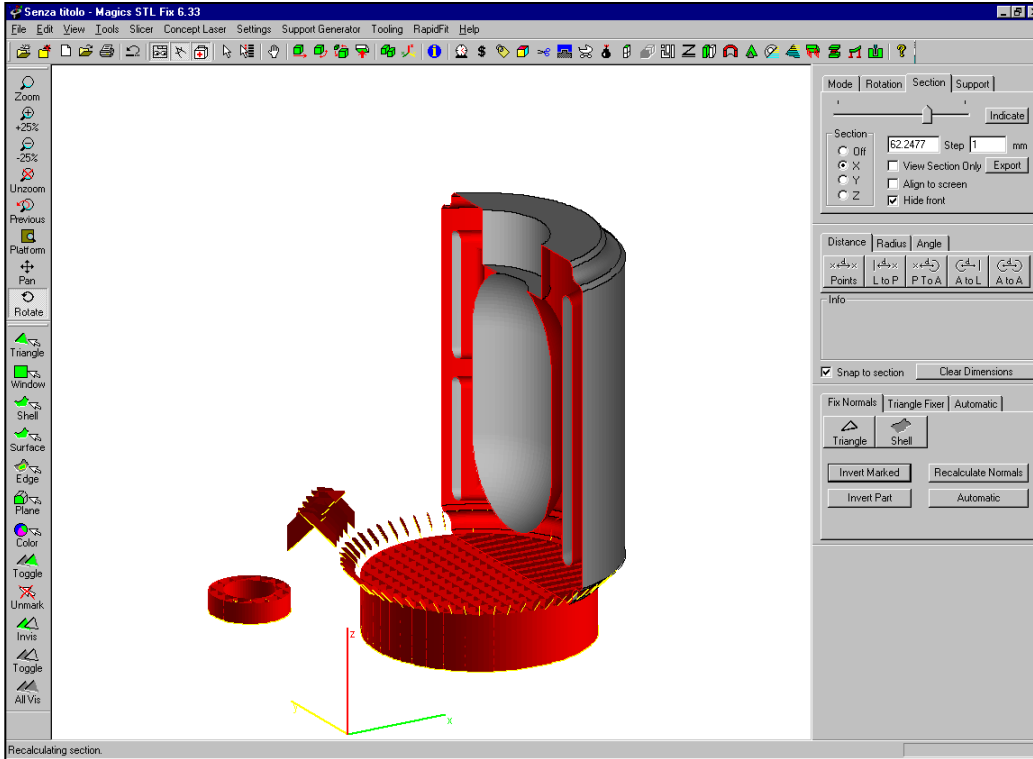 Senza titolo - Magics STL Fix 6.33
File Edit View Tools Slicer Concept Laser Settings Support Generator Tooling RapidFit Help
Zoom
+25%
-25%
Unzoom
Previous
Platform
Pan
Rotate
Triangle
Window
Shell
Surface
Edge
Plane
Color
Toggle
Unmark
Invis
Toggle
All Vis
z
Y
x
Mode Rotation Section Support
Indicate
Section
Off
X
Y
Z
62.2477 Step 1 mm
View Section Only Export
Align to screen
Hide front
Distance Radius Angle
Points L to P P To A A to L A to A
Info
Snap to section Clear Dimensions
Fix Normals Triangle Fixer Automatic
Triangle Shell
Invert Marked Recalculate Normals
Invert Part Automatic
Recalculating section.